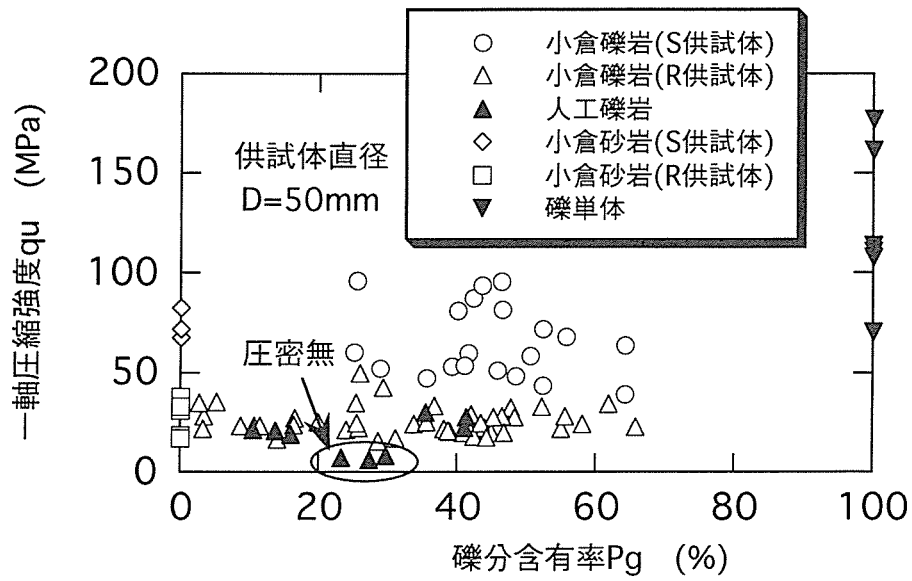 小倉礫岩(S供試体)
小倉礫岩(R供試体)
人工礫岩
小倉砂岩(S供試体)
小倉砂岩(R供試体)
礫単体
供試体直径
D=50mm
圧密無
一軸圧縮強度qu (MPa)
200
150
100
50
0
0
20
40
60
80
100
礫分含有率Pg (%)